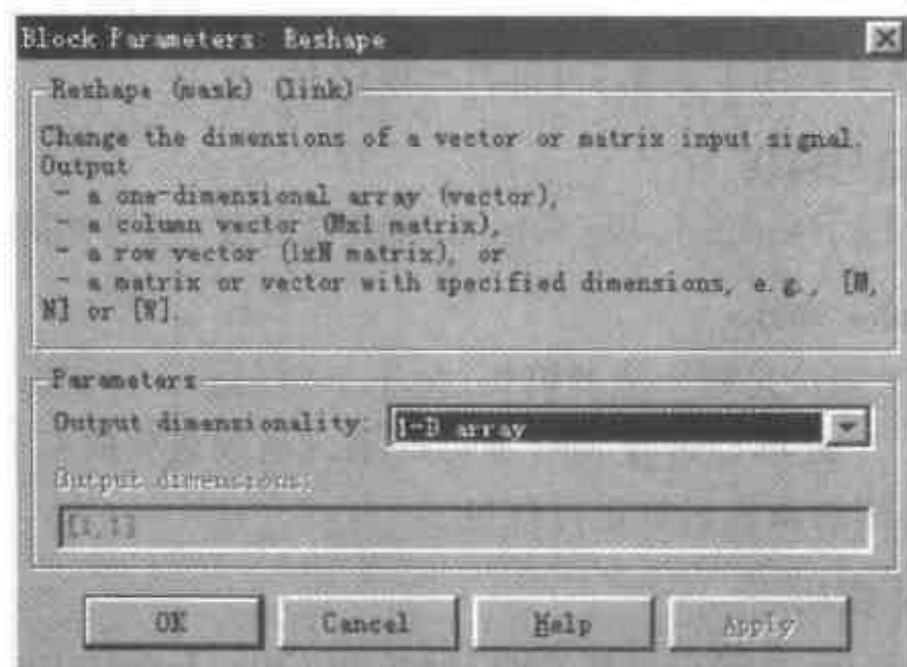 Block Parameters: Reshape
Reshape (mask) (link)
Change the dimensions of a vector or matrix input signal.
Output
- a one-dimensional array (vector),
- a column vector (Mx1 matrix),
- a row vector (1xN matrix), or
- a matrix or vector with specified dimensions, e.g., [M,
N] or [W].
Parameters
Output dimensionality: 1-D array
Output dimensions:
[1,1]
OK Cancel Help Apply